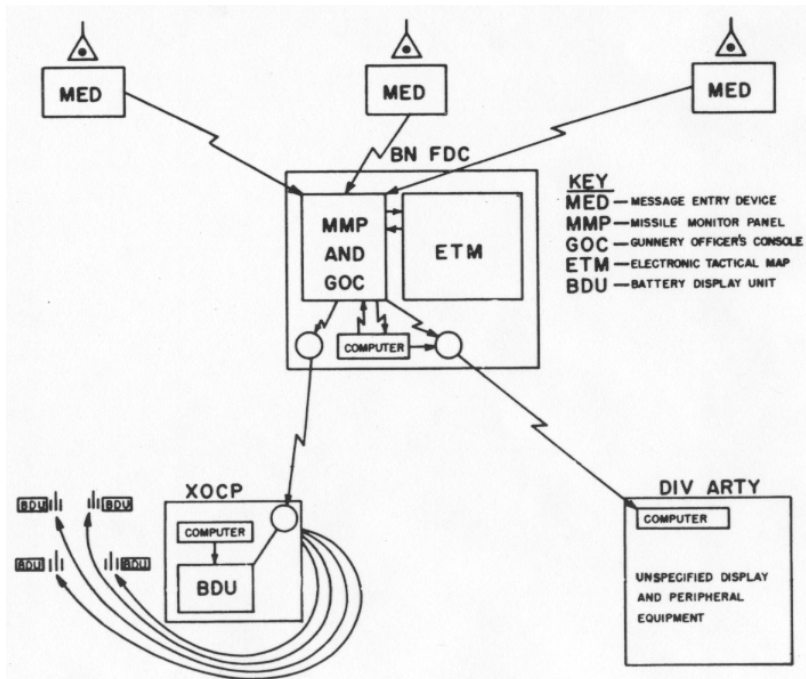 MED
MED
MED
BN FDC
MMP
AND
GOC
ETM
COMPUTER
KEY
MED — MESSAGE ENTRY DEVICE
MMP — MISSILE MONITOR PANEL
GOC — GUNNERY OFFICER'S CONSOLE
ETM — ELECTRONIC TACTICAL MAP
BDU — BATTERY DISPLAY UNIT
XOCP
COMPUTER
BDU
BDU
BDU
BDU
BDU
DIV ARTY
COMPUTER
UNSPECIFIED DISPLAY
AND PERIPHERAL
EQUIPMENT